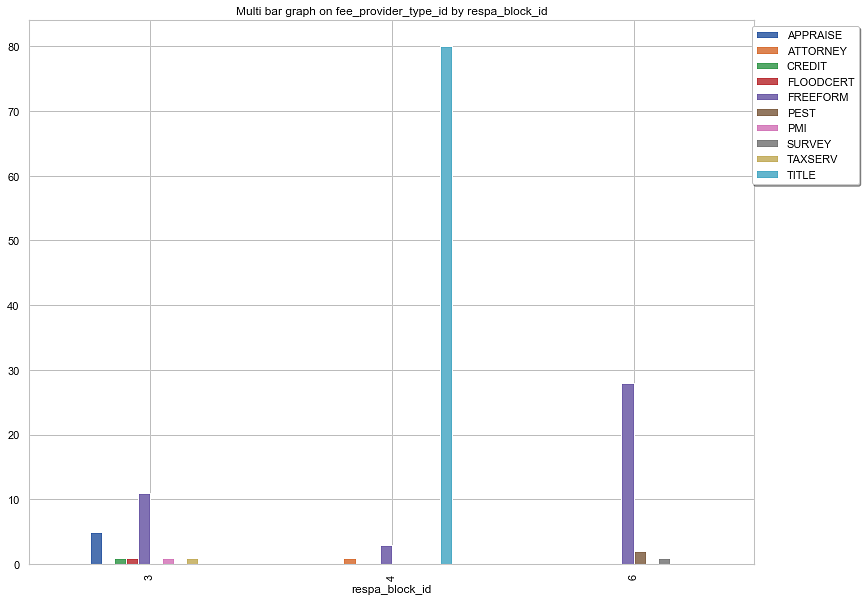 Multi bar graph on fee_provider_type_id by respa_block_id
APPRAISE
ATTORNEY
CREDIT
FLOODCERT
FREEFORM
PEST
PMI
SURVEY
TAXSERV
TITLE
80
70
60
50
40
30
20
10
0
3
4
6
respa_block_id